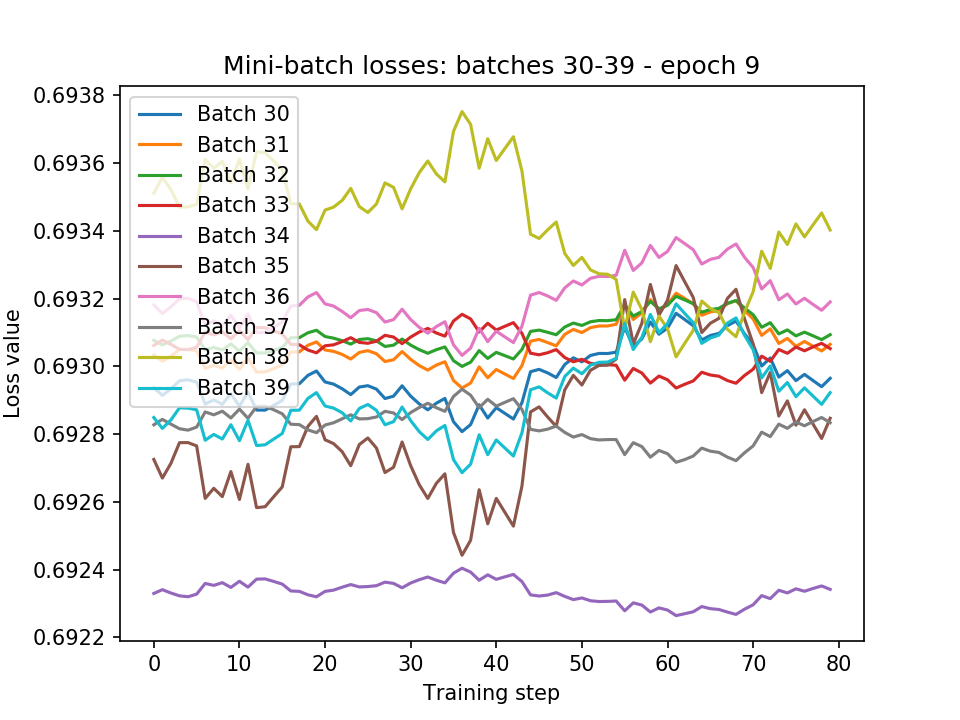 Mini-batch losses: batches 30-39 - epoch 9
0.6938
0.6936
0.6934
0.6932
0.6930
0.6928
0.6926
0.6924
0.6922
Loss value
Batch 30
Batch 31
Batch 32
Batch 33
Batch 34
Batch 35
Batch 36
Batch 37
Batch 38
Batch 39
0 10 20 30 40 50 60 70 80
Training step